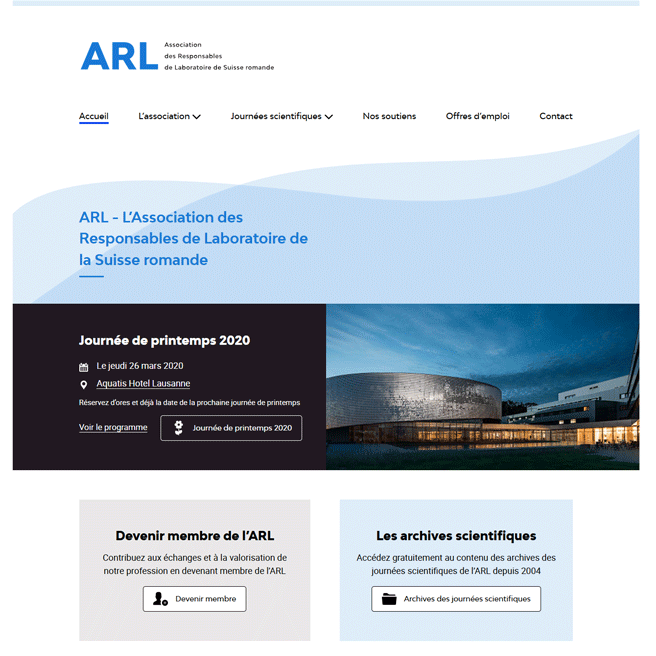 ARL
Association
des Responsables
de Laboratoire de Suisse romande
Accueil
L'association
Journées scientifiques
Nos soutiens
Offres d'emploi
Contact
ARL - L'Association des
Responsables de Laboratoire de
la Suisse romande
Journée de printemps 2020
Le jeudi 26 mars 2020
Aquatis Hotel Lausanne
Réservez d'ores et déjà la date de la prochaine journée de printemps
Voir le programme
Journée de printemps 2020
Devenir membre de l'ARL
Contribuez aux échanges et à la valorisation de
notre profession en devenant membre de l'ARL
Devenir membre
Les archives scientifiques
Accédez gratuitement au contenu des archives des
journées scientifiques de l'ARL depuis 2004
Archives des journées scientifiques